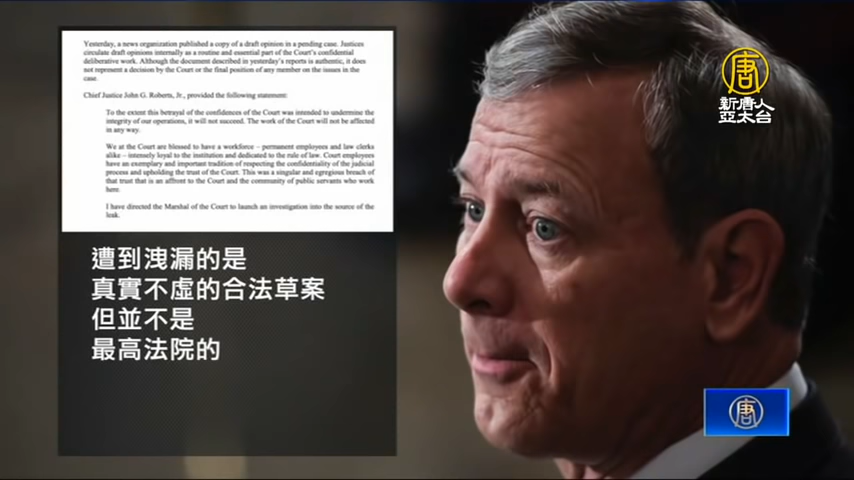 Yesterday, a news organization published a copy of a draft opinion in a pending case. Justices
circulate draft opinions internally as a routine and essential part of the Court's confidential
deliberative work. Although the document described in yesterday's reports is authentic, it does
not represent a decision by the Court or the final position of any member on the issues in the
case.
Chief Justice John G. Roberts, Jr., provided the following statement:
To the extent this betrayal of the confidences of the Court was intended to undermine the
integrity of our operations, it will not succeed. The work of the Court will not be affected
in any way.
We at the Court are blessed to have a workforce – permanent employees and law clerks
alike – intensely loyal to the institution and dedicated to the rule of law. Court employees
have an exemplary and important tradition of respecting the confidentiality of the judicial
process and upholding the trust of the Court. This was a singular and egregious breach of
that trust that is an affront to the Court and the community of public servants who work
here.
I have directed the Marshal of the Court to launch an investigation into the source of the
leak.
遭到洩漏的是
真實不虛的合法草案
但並不是
最高法院的
唐
新唐人
亞太台
唐